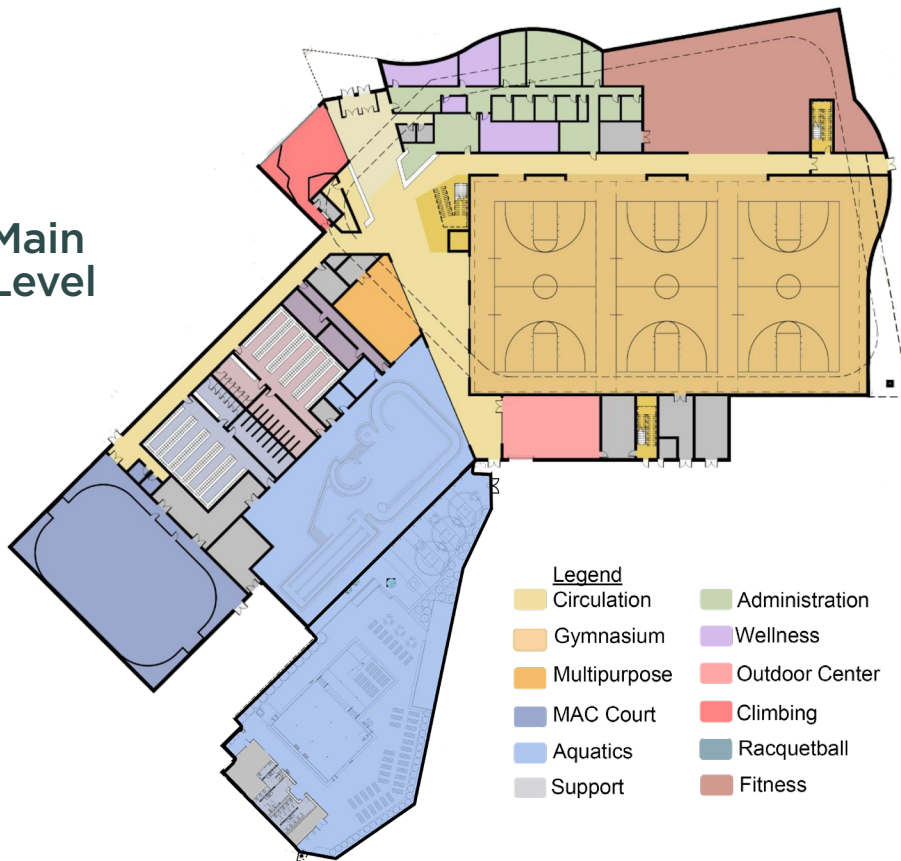 Main
Level
Legend
Circulation
Gymnasium
Multipurpose
MAC Court
Aquatics
Support
Administration
Wellness
Outdoor Center
Climbing
Racquetball
Fitness